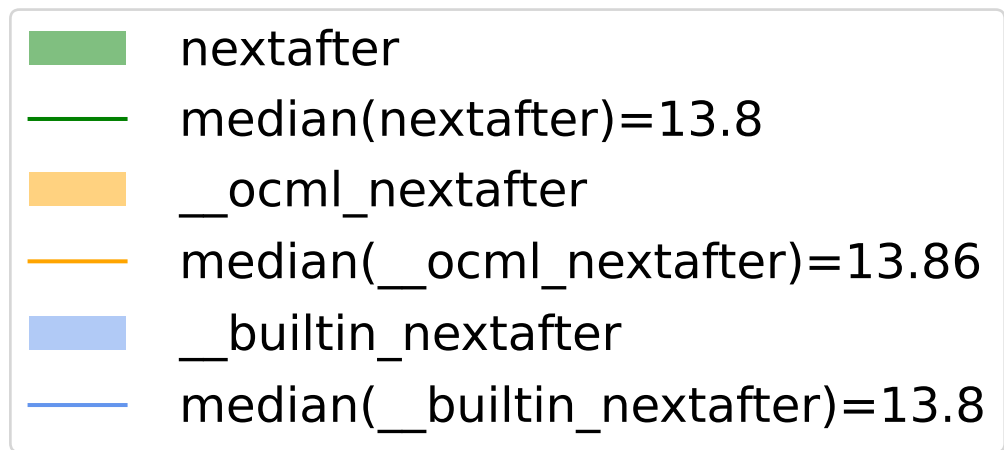 nextafter
median(nextafter)=13.8
__ocml_nextafter
median(__ocml_nextafter)=13.86
__builtin_nextafter
median(__builtin_nextafter)=13.8